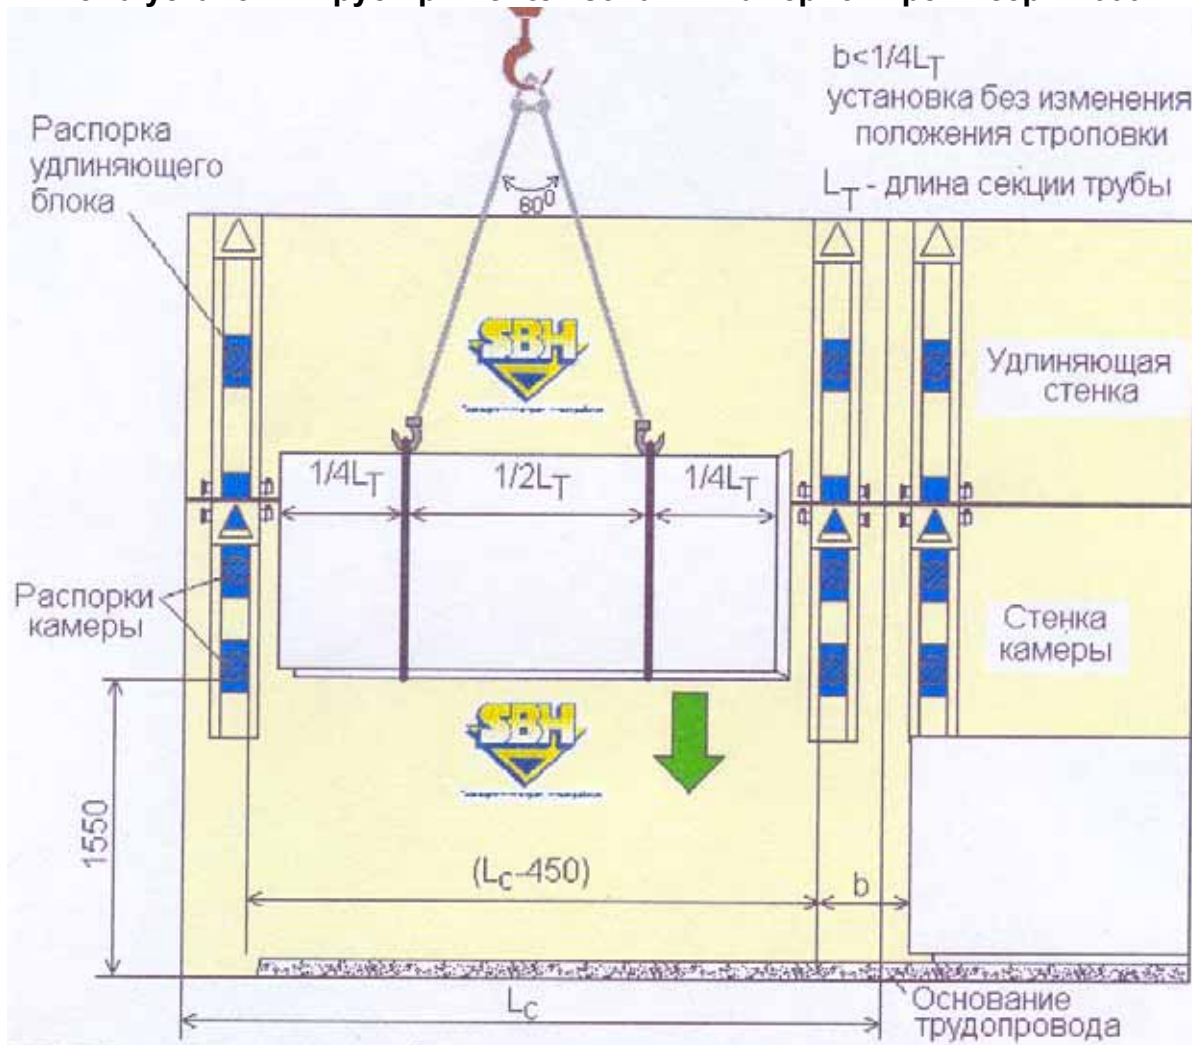 b<1/4LT
установка без изменения
положения строповки
LT - длина секции трубы
Распорка
удлиняющего
блока
60⁰
SBH
Удлиняющая
стенка
1/4LT
1/2LT
1/4LT
Распорки
камеры
Стенка
камеры
SBH
1550
(Lc-450)
b
Lc
Основание
трудопровода